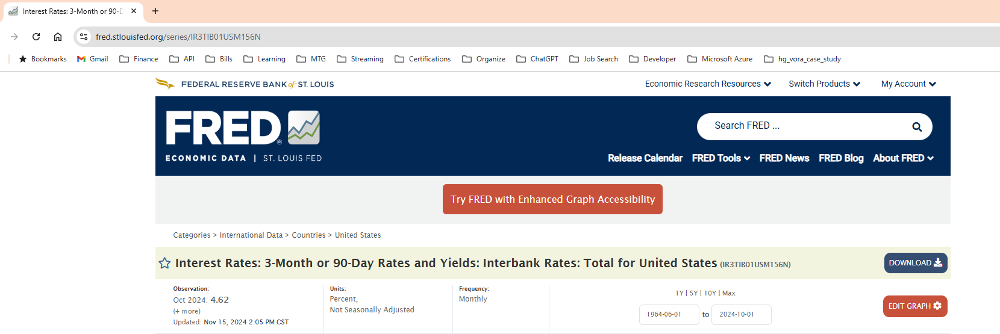 Interest Rates: 3-Month or 90-D
fred.stlouisfed.org/series/IR3TIB01USM156N
Bookmarks Gmail Finance API Bills Learning MTG Streaming Certifications Organize ChatGPT Job Search Developer Microsoft Azure hg_vora_case_study
FEDERAL RESERVE BANK of ST. LOUIS
Economic Research Resources Switch Products My Account
FRED®
Search FRED ...
ECONOMIC DATA | ST. LOUIS FED
Release Calendar FRED Tools FRED News FRED Blog About FRED
Try FRED with Enhanced Graph Accessibility
Categories > International Data > Countries > United States
Interest Rates: 3-Month or 90-Day Rates and Yields: Interbank Rates: Total for United States (IR3TIB01USM156N)
DOWNLOAD
Observation:
Oct 2024: 4.62
(+ more)
Updated: Nov 15, 2024 2:05 PM CST
Units:
Percent,
Not Seasonally Adjusted
Frequency:
Monthly
1Y | 5Y | 10Y | Max
1964-06-01 to 2024-10-01
EDIT GRAPH